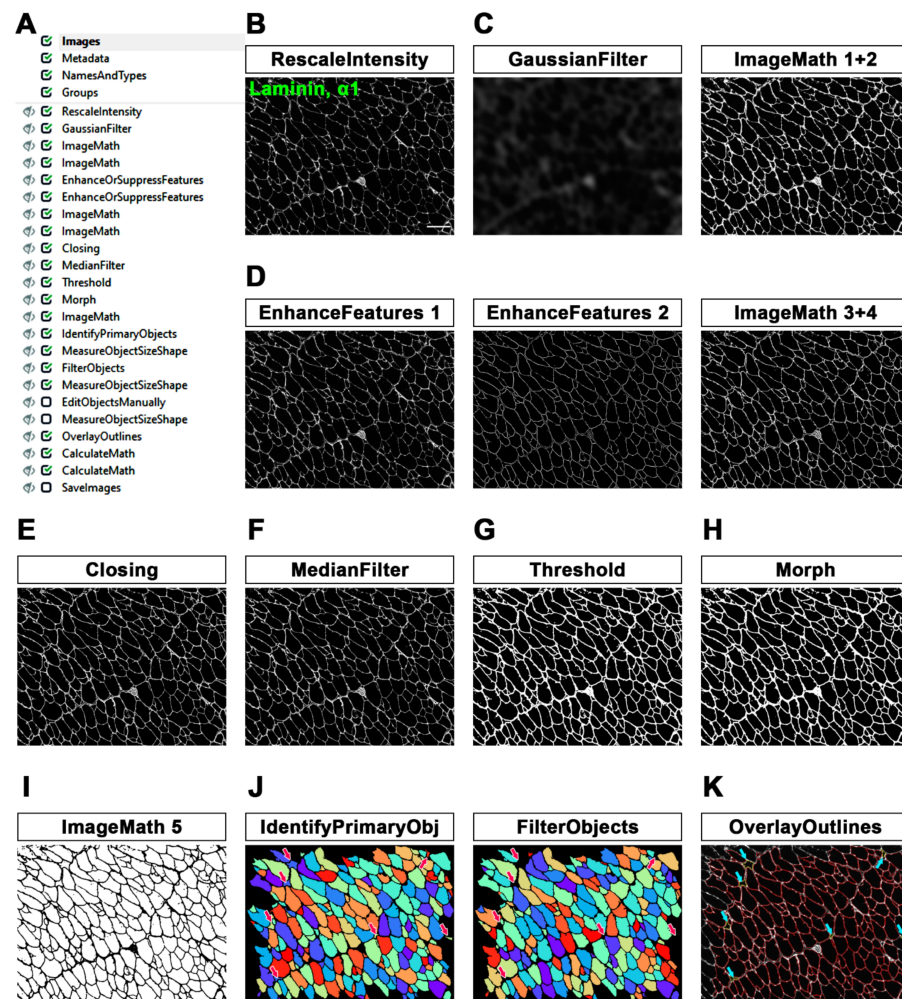 A
Images
Metadata
NamesAndTypes
Groups
RescaleIntensity
GaussianFilter
ImageMath
ImageMath
EnhanceOrSuppressFeatures
EnhanceOrSuppressFeatures
ImageMath
ImageMath
Closing
MedianFilter
Threshold
Morph
ImageMath
IdentifyPrimaryObjects
MeasureObjectSizeShape
FilterObjects
MeasureObjectSizeShape
EditObjectsManually
MeasureObjectSizeShape
OverlayOutlines
CalculateMath
CalculateMath
SaveImages
B
RescaleIntensity
Laminin, α1
C
GaussianFilter
ImageMath 1+2
D
EnhanceFeatures 1
EnhanceFeatures 2
ImageMath 3+4
E
Closing
F
MedianFilter
G
Threshold
H
Morph
I
ImageMath 5
J
IdentifyPrimaryObj
FilterObjects
K
OverlayOutlines